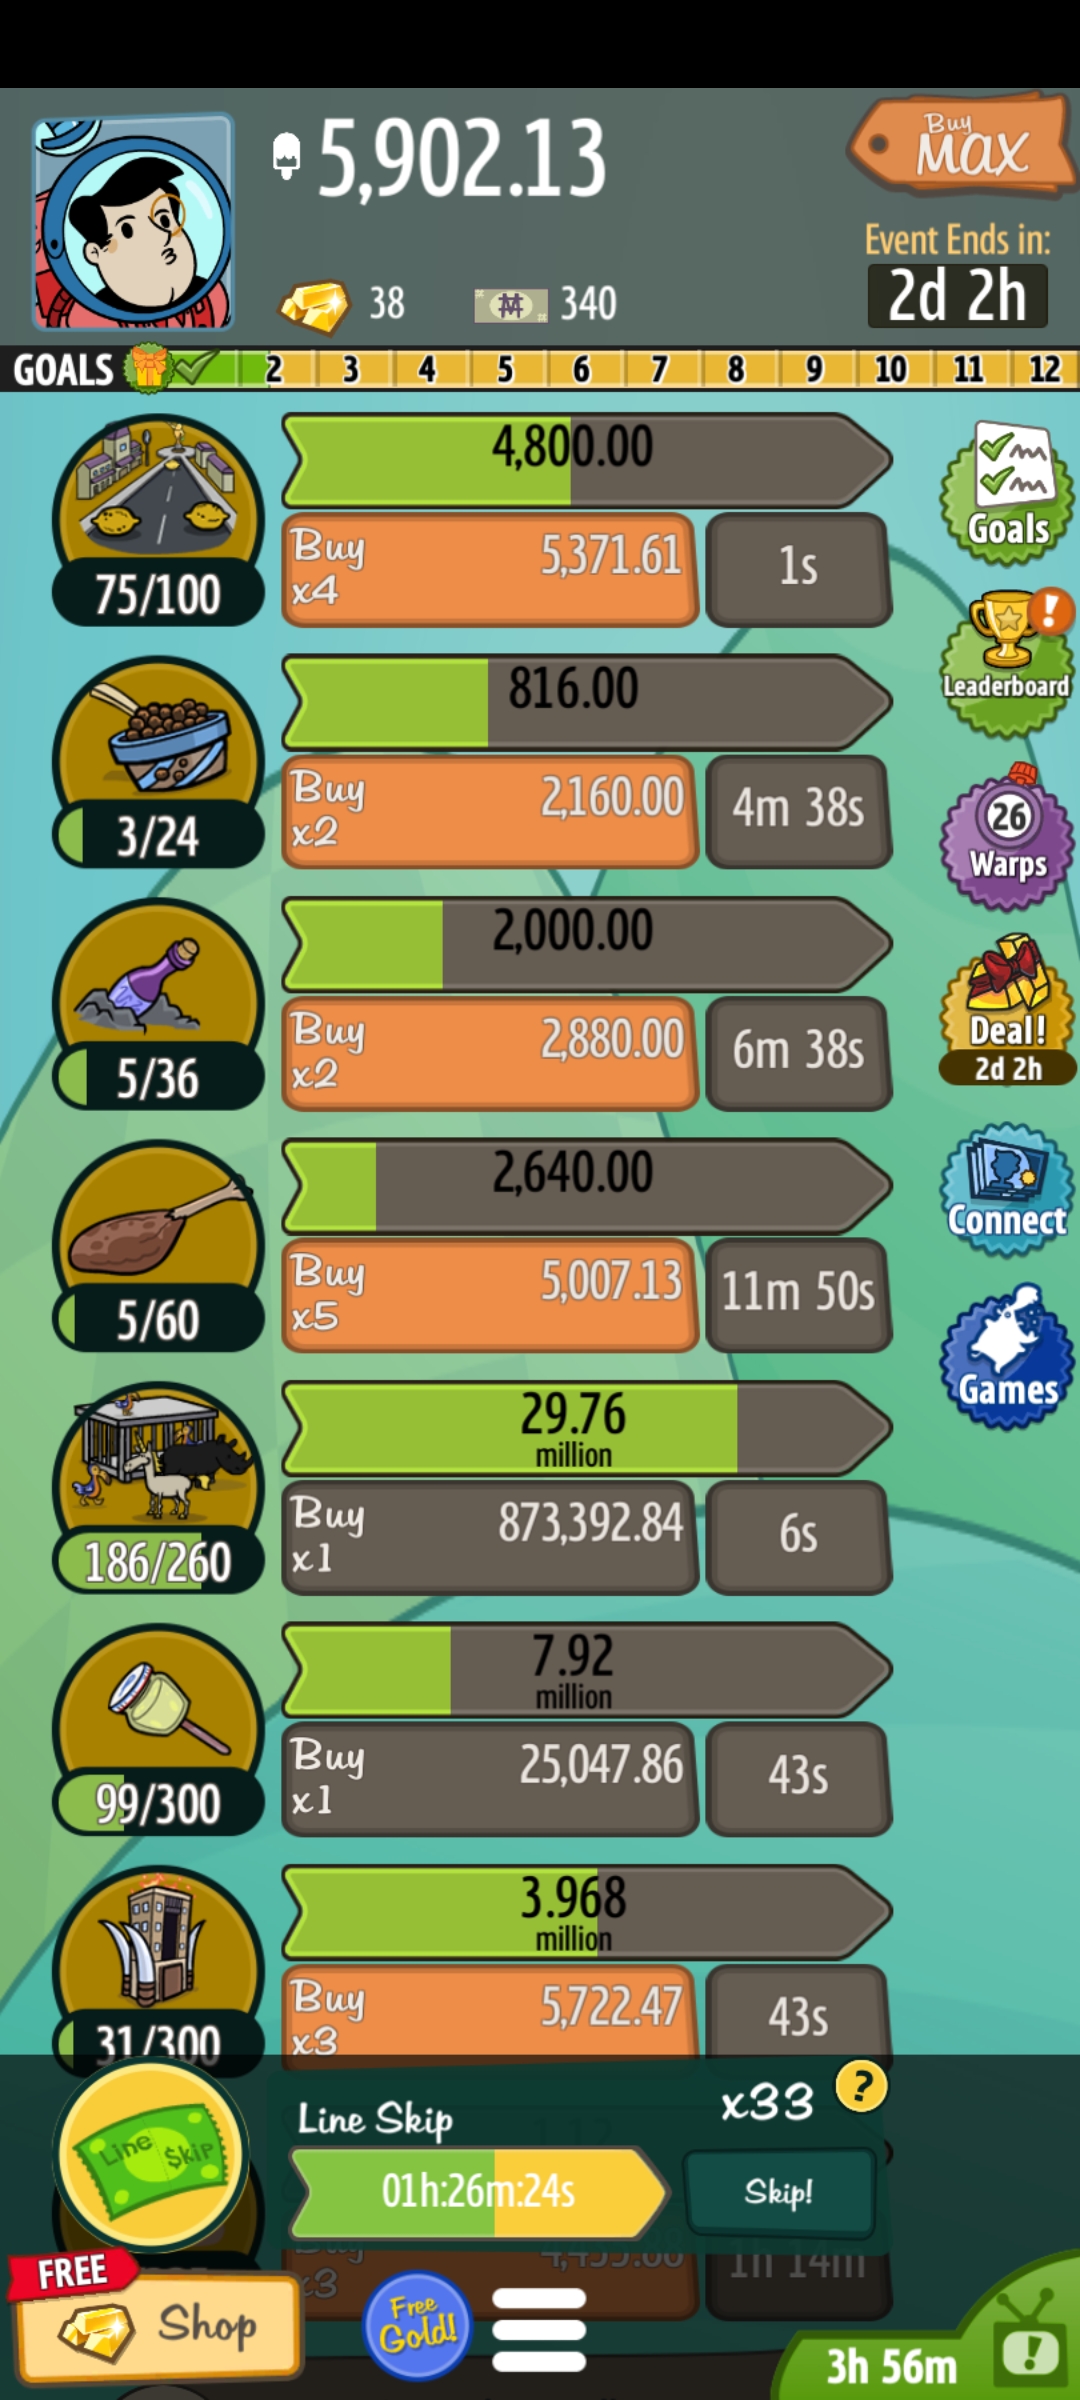 5,902.13
Buy
MAX
Event Ends in:
2d 2h
38
340
GOALS 2 3 4 5 6 7 8 9 10 11 12
4,800.00
Buy
x4
5,371.61
1s
75/100
Goals
Leaderboard
816.00
Buy
x2
2,160.00
4m 38s
3/24
26
Warps
2,000.00
Buy
x2
2,880.00
6m 38s
5/36
Deal!
2d 2h
2,640.00
Buy
x5
5,007.13
11m 50s
5/60
Connect
Games
29.76
million
Buy
x1
873,392.84
6s
186/260
7.92
million
Buy
x1
25,047.86
43s
99/300
3.968
million
Buy
x3
5,722.47
43s
31/300
Line $kip
Line Skip
x33
?
01h:26m:24s
Skip!
Buy
x3
1h 14m
FREE
Shop
Free
Gold!
3h 56m